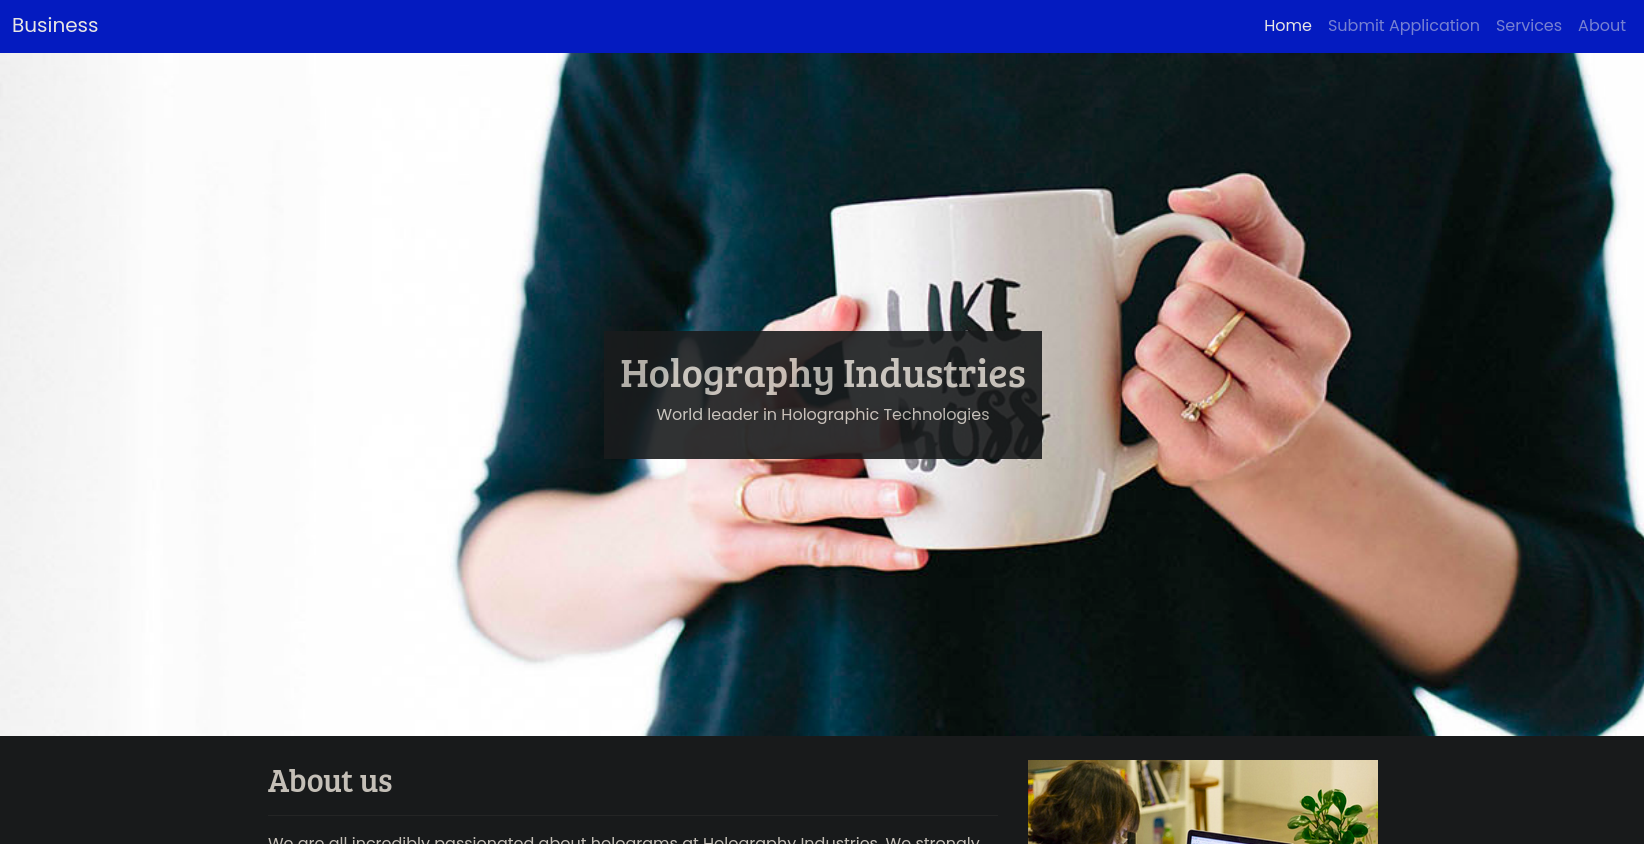 Business
Home Submit Application Services About
LIKE
A
BOSS
Holography Industries
World leader in Holographic Technologies
About us
We are all incredibly passionated about holograms at Holography Industries. We strongly